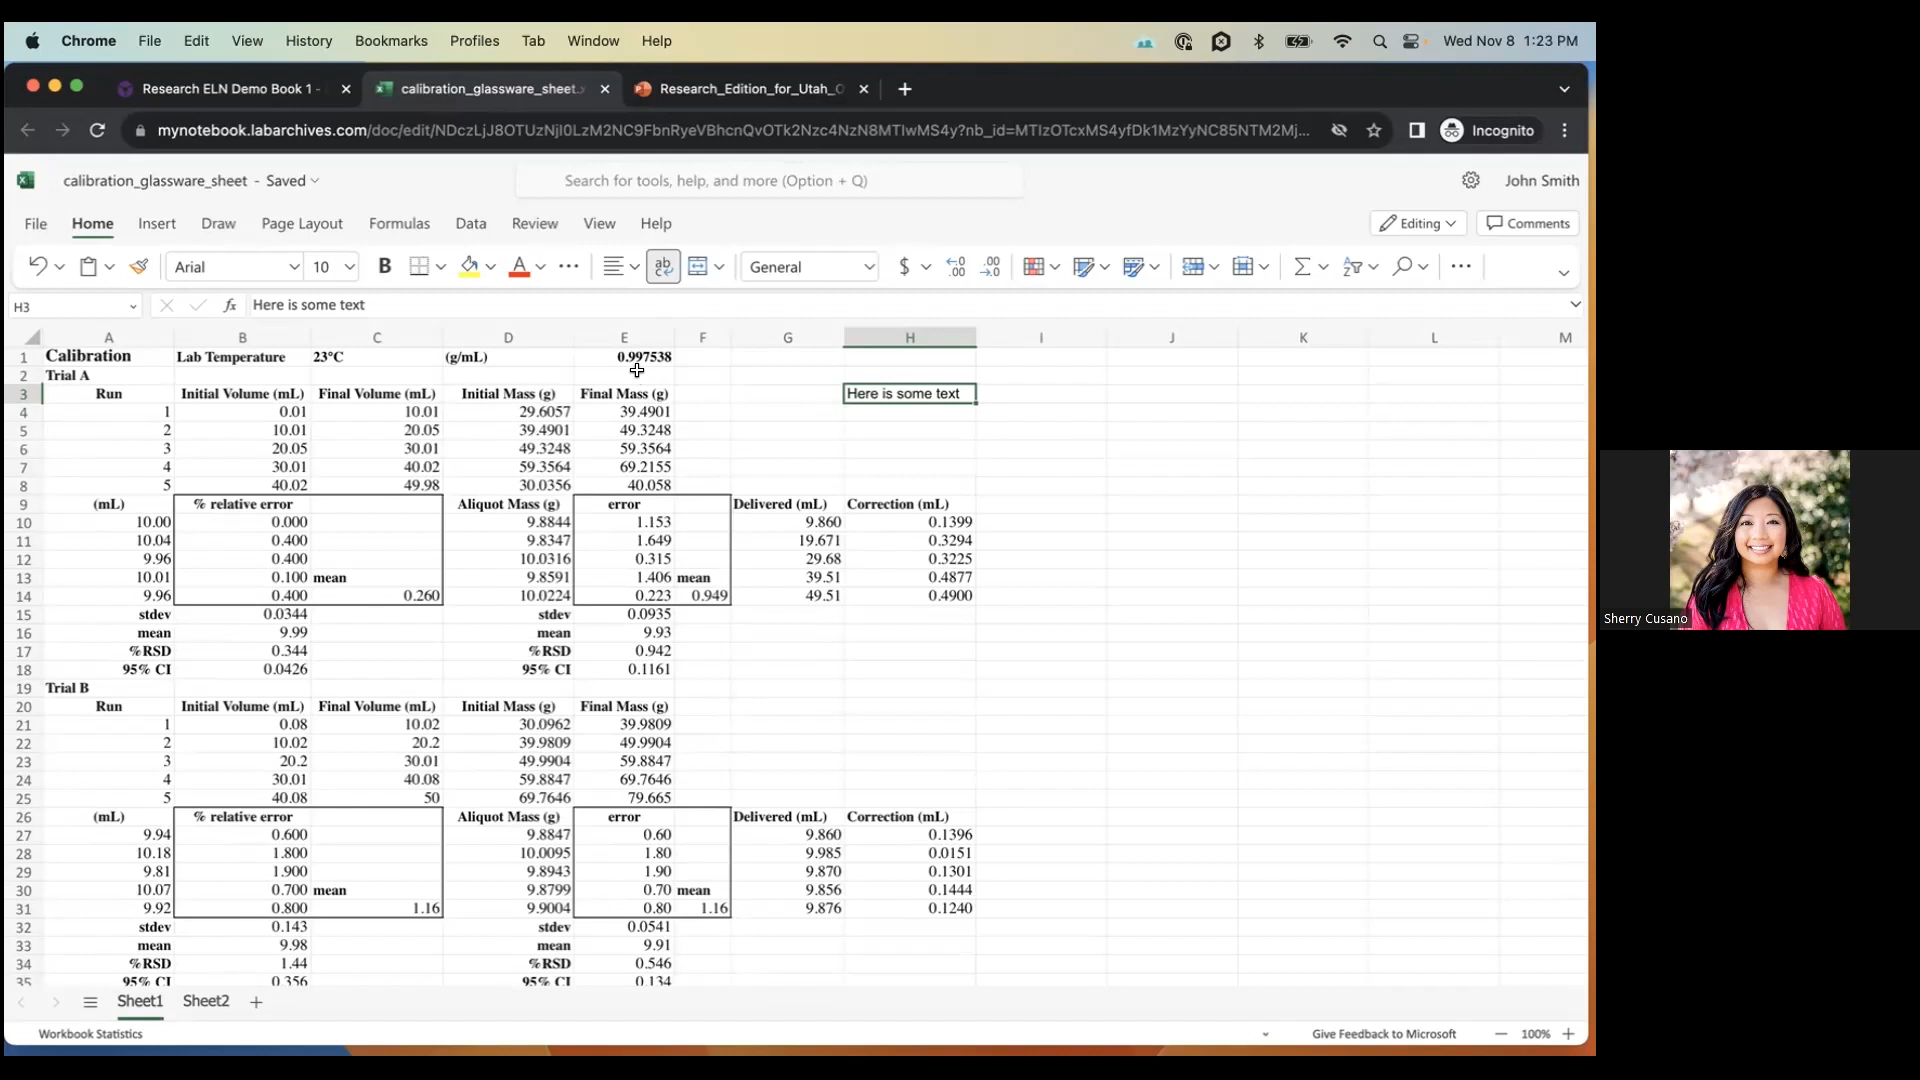 Chrome File Edit View History Bookmarks Profiles Tab Window Help Wed Nov 8 1:23 PM
Research ELN Demo Book 1 - calibration_glassware_sheet. Research_Edition_for_Utah_
mynotebook.labarchives.com/doc/edit/
Incognito
calibration_glassware_sheet - Saved Search for tools, help, and more (Option + Q) John Smith
File Home Insert Draw Page Layout Formulas Data Review View Help Editing Comments
Arial 10 B A ab General $
H3 fx Here is some text
A B C D E F G H I J K L M
1 Calibration Lab Temperature 23°C (g/mL) 0.997538
2 Trial A
3 Run Initial Volume (mL) Final Volume (mL) Initial Mass (g) Final Mass (g) Here is some text
4 1 0.01 10.01 29.6057 39.4901
5 2 10.01 20.05 39.4901 49.3248
6 3 20.05 30.01 49.3248 59.3564
7 4 30.01 40.02 59.3564 69.2155
8 5 40.02 49.98 30.0356 40.058
9 (mL) % relative error Aliquot Mass (g) error Delivered (mL) Correction (mL)
10 10.00 0.000 9.8844 1.153 9.860 0.1399
11 10.04 0.400 9.8347 1.649 19.671 0.3294
12 9.96 0.400 10.0316 0.315 29.68 0.3225
13 10.01 0.100 mean 9.8591 1.406 mean 39.51 0.4877
14 9.96 0.400 0.260 10.0224 0.223 0.949 49.51 0.4900
15 stdev 0.0344 stdev 0.0935
16 mean 9.99 mean 9.93
17 %RSD 0.344 %RSD 0.942
18 95% CI 0.0426 95% CI 0.1161
19 Trial B
20 Run Initial Volume (mL) Final Volume (mL) Initial Mass (g) Final Mass (g)
21 1 0.08 10.02 30.0962 39.9809
22 2 10.02 20.2 39.9809 49.9904
23 3 20.2 30.01 49.9904 59.8847
24 4 30.01 40.08 59.8847 69.7646
25 5 40.08 50 69.7646 79.665
26 (mL) % relative error Aliquot Mass (g) error Delivered (mL) Correction (mL)
27 9.94 0.600 9.8847 0.60 9.860 0.1396
28 10.18 1.800 10.0095 1.80 9.985 0.0151
29 9.81 1.900 9.8943 1.90 9.870 0.1301
30 10.07 0.700 mean 9.8799 0.70 mean 9.856 0.1444
31 9.92 0.800 1.16 9.9004 0.80 1.16 9.876 0.1240
32 stdev 0.143 stdev 0.0541
33 mean 9.98 mean 9.91
34 %RSD 1.44 %RSD 0.546
35 95% CI 0.356 95% CI 0.134
Sheet1 Sheet2
Workbook Statistics Give Feedback to Microsoft 100%
Sherry Cusano